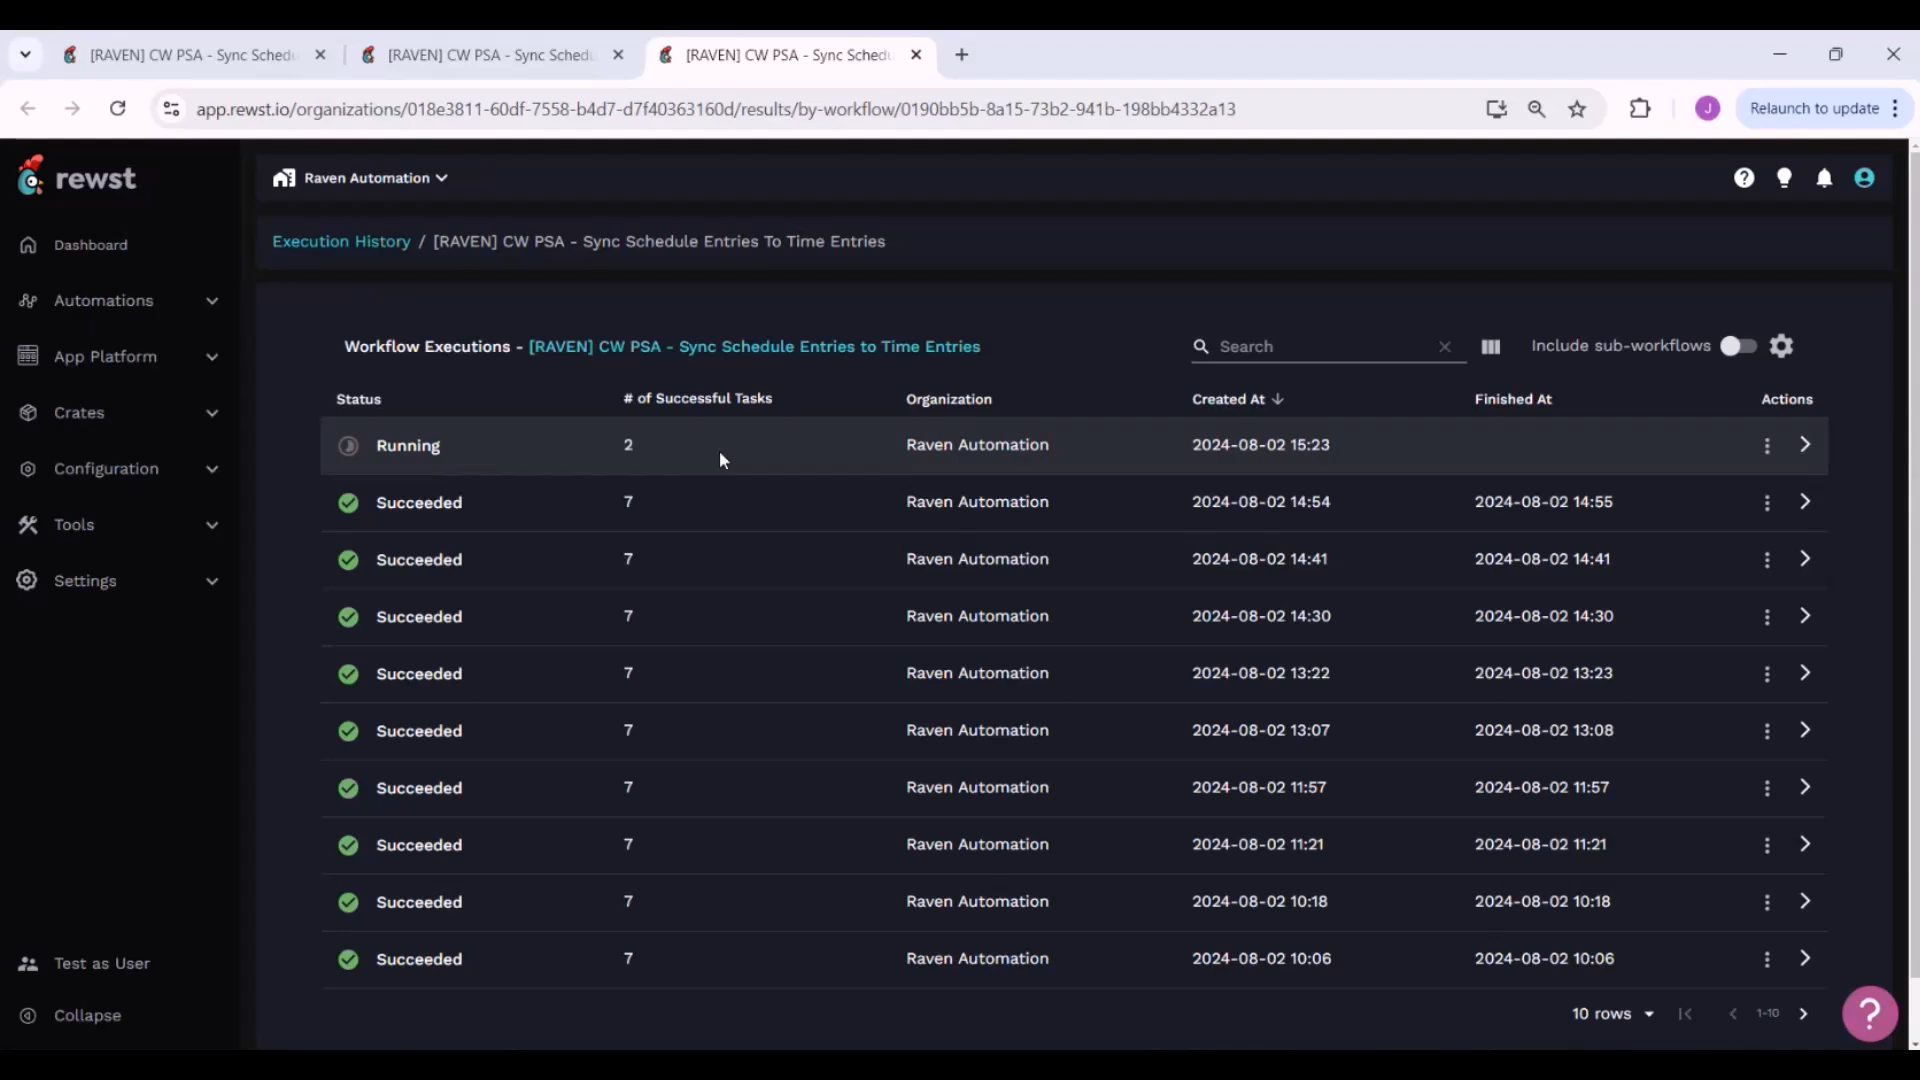 [RAVEN] CW PSA - Sync Schedu
[RAVEN] CW PSA - Sync Schedu
[RAVEN] CW PSA - Sync Schedu
app.rewst.io/organizations/018e3811-60df-7558-b4d7-d7f40363160d/results/by-workflow/0190bb5b-8a15-73b2-941b-198bb4332a13
J
Relaunch to update
rewst
Raven Automation
Dashboard
Automations
App Platform
Crates
Configuration
Tools
Settings
Test as User
Collapse
Execution History / [RAVEN] CW PSA - Sync Schedule Entries To Time Entries
Workflow Executions - [RAVEN] CW PSA - Sync Schedule Entries to Time Entries
Search
Include sub-workflows
Status # of Successful Tasks Organization Created At Finished At Actions
Running 2 Raven Automation 2024-08-02 15:23
Succeeded 7 Raven Automation 2024-08-02 14:54 2024-08-02 14:55
Succeeded 7 Raven Automation 2024-08-02 14:41 2024-08-02 14:41
Succeeded 7 Raven Automation 2024-08-02 14:30 2024-08-02 14:30
Succeeded 7 Raven Automation 2024-08-02 13:22 2024-08-02 13:23
Succeeded 7 Raven Automation 2024-08-02 13:07 2024-08-02 13:08
Succeeded 7 Raven Automation 2024-08-02 11:57 2024-08-02 11:57
Succeeded 7 Raven Automation 2024-08-02 11:21 2024-08-02 11:21
Succeeded 7 Raven Automation 2024-08-02 10:18 2024-08-02 10:18
Succeeded 7 Raven Automation 2024-08-02 10:06 2024-08-02 10:06
10 rows 1-10
?